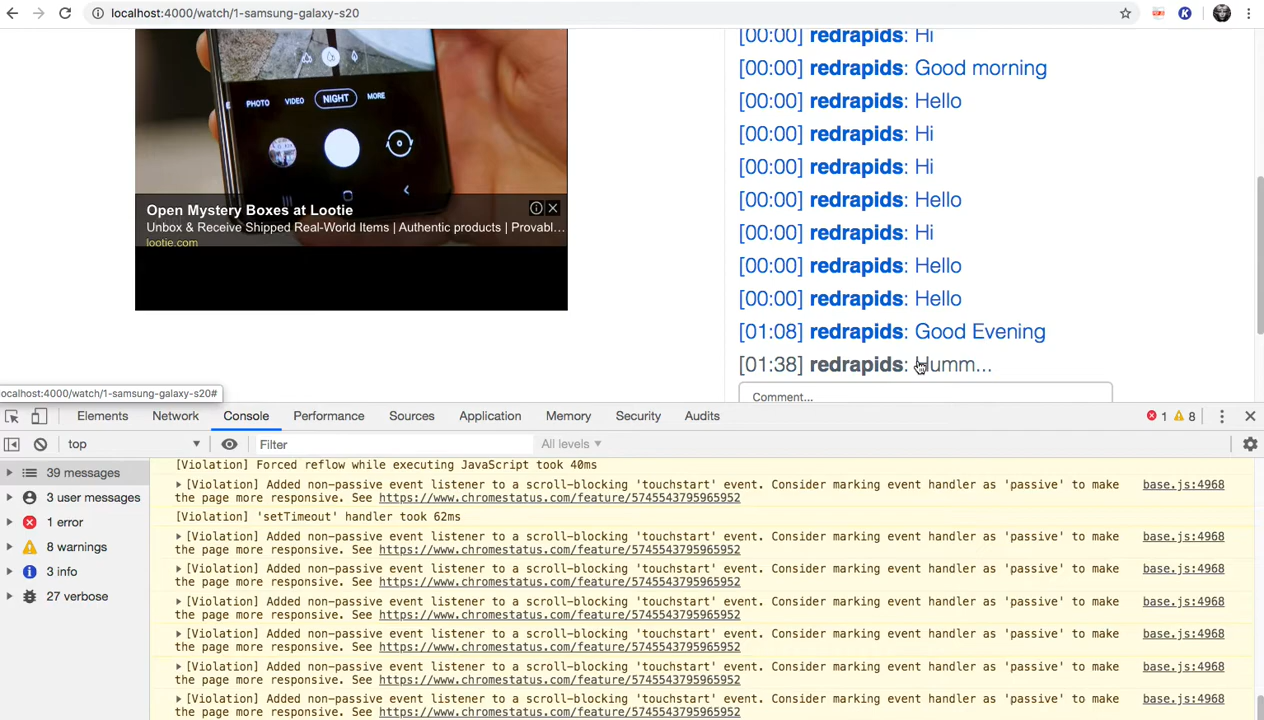 localhost:4000/watch/1-samsung-galaxy-s20
PHOTO VIDEO NIGHT MORE
Open Mystery Boxes at Lootie
Unbox & Receive Shipped Real-World Items | Authentic products | Provabl...
lootie.com
[00:00] redrapids: Hi
[00:00] redrapids: Good morning
[00:00] redrapids: Hello
[00:00] redrapids: Hi
[00:00] redrapids: Hi
[00:00] redrapids: Hello
[00:00] redrapids: Hi
[00:00] redrapids: Hello
[00:00] redrapids: Hello
[01:08] redrapids: Good Evening
[01:38] redrapids: Humm...
Comment...
localhost:4000/watch/1-samsung-galaxy-s20#
Elements Network Console Performance Sources Application Memory Security Audits 1 8
top Filter All levels
39 messages
3 user messages
1 error
8 warnings
3 info
27 verbose
[Violation] Forced reflow while executing JavaScript took 40ms
[Violation] Added non-passive event listener to a scroll-blocking 'touchstart' event. Consider marking event handler as 'passive' to make base.js:4968
the page more responsive. See https://www.chromestatus.com/feature/5745543795965952
[Violation] 'setTimeout' handler took 62ms
[Violation] Added non-passive event listener to a scroll-blocking 'touchstart' event. Consider marking event handler as 'passive' to make base.js:4968
the page more responsive. See https://www.chromestatus.com/feature/5745543795965952
[Violation] Added non-passive event listener to a scroll-blocking 'touchstart' event. Consider marking event handler as 'passive' to make base.js:4968
the page more responsive. See https://www.chromestatus.com/feature/5745543795965952
[Violation] Added non-passive event listener to a scroll-blocking 'touchstart' event. Consider marking event handler as 'passive' to make base.js:4968
the page more responsive. See https://www.chromestatus.com/feature/5745543795965952
[Violation] Added non-passive event listener to a scroll-blocking 'touchstart' event. Consider marking event handler as 'passive' to make base.js:4968
the page more responsive. See https://www.chromestatus.com/feature/5745543795965952
[Violation] Added non-passive event listener to a scroll-blocking 'touchstart' event. Consider marking event handler as 'passive' to make base.js:4968
the page more responsive. See https://www.chromestatus.com/feature/5745543795965952
[Violation] Added non-passive event listener to a scroll-blocking 'touchstart' event. Consider marking event handler as 'passive' to make base.js:4968
the page more responsive. See https://www.chromestatus.com/feature/5745543795965952